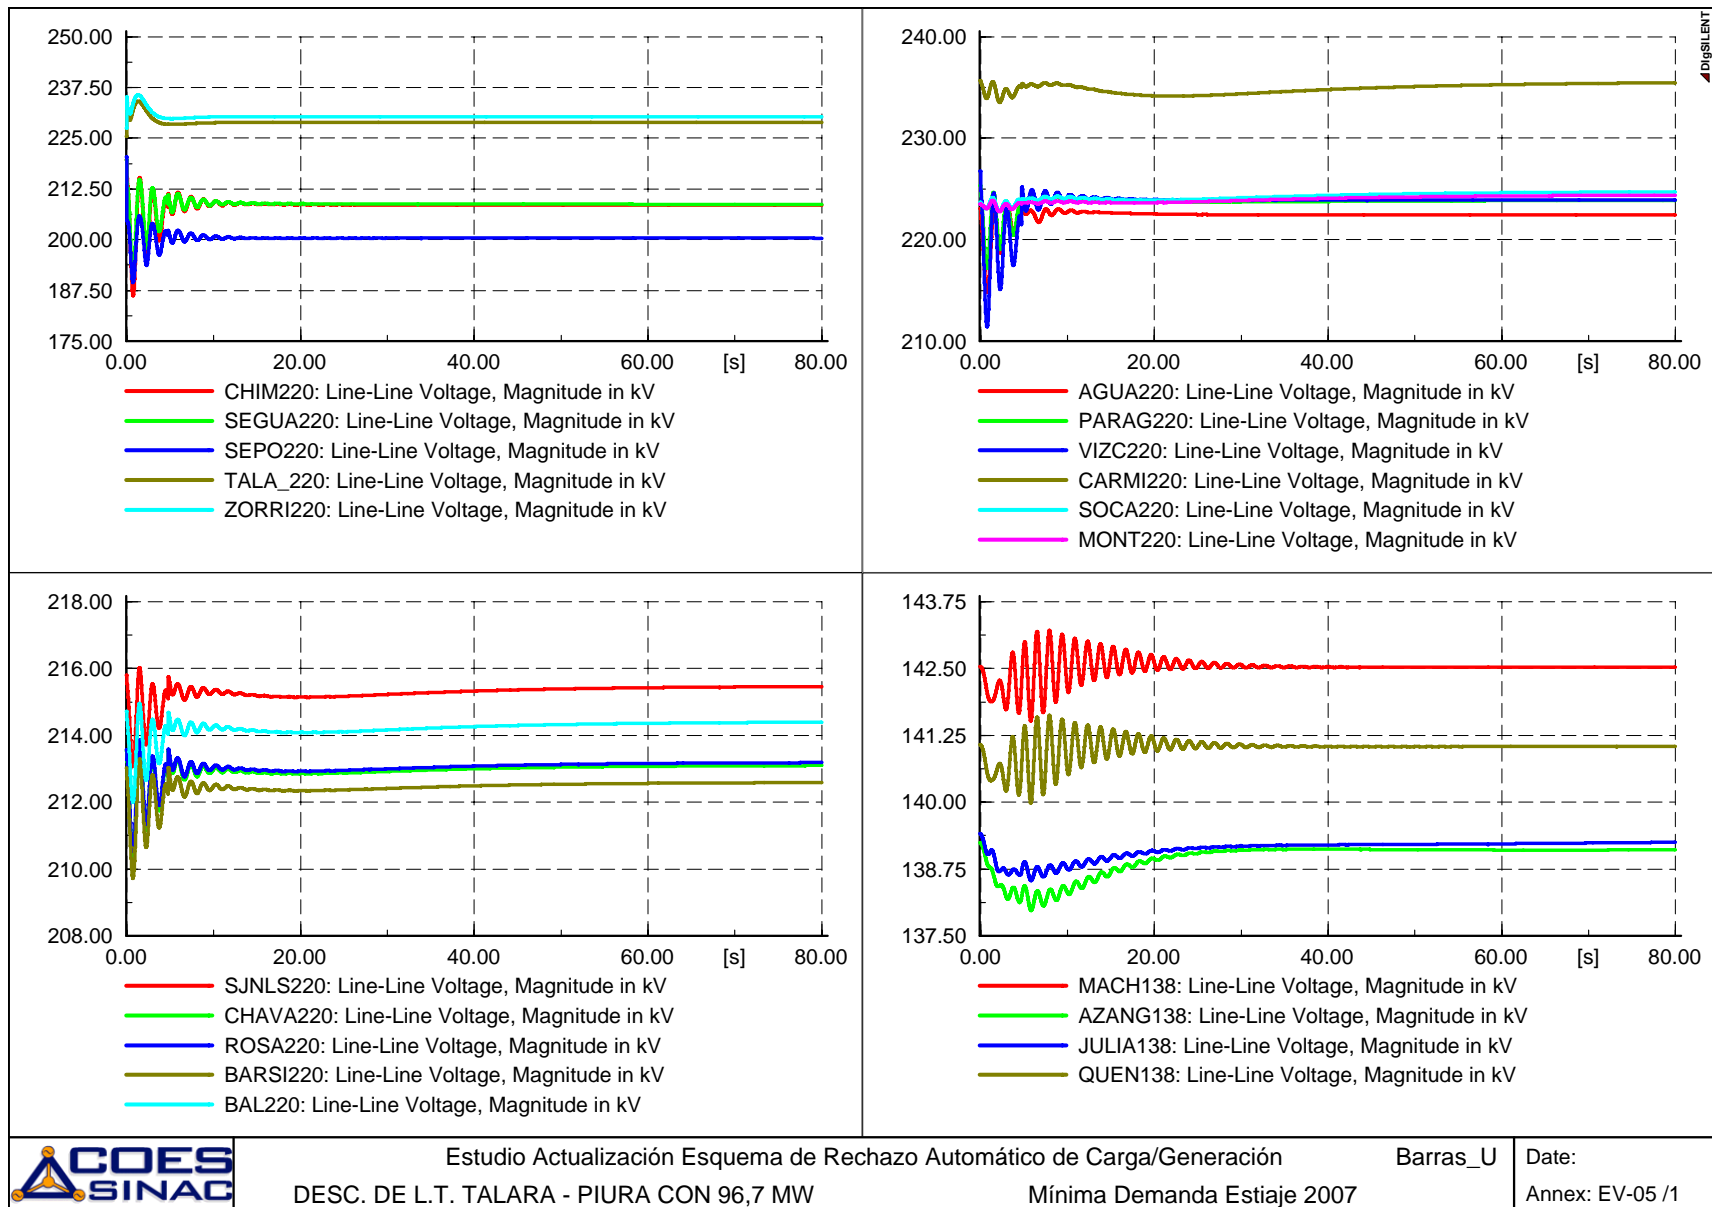 250.00
237.50
225.00
212.50
200.00
187.50
175.00
0.00 20.00 40.00 60.00 [s] 80.00
CHIM220: Line-Line Voltage, Magnitude in kV
SEGUA220: Line-Line Voltage, Magnitude in kV
SEPO220: Line-Line Voltage, Magnitude in kV
TALA_220: Line-Line Voltage, Magnitude in kV
ZORRI220: Line-Line Voltage, Magnitude in kV
240.00
230.00
220.00
210.00
0.00 20.00 40.00 60.00 [s] 80.00
AGUA220: Line-Line Voltage, Magnitude in kV
PARAG220: Line-Line Voltage, Magnitude in kV
VIZC220: Line-Line Voltage, Magnitude in kV
CARMI220: Line-Line Voltage, Magnitude in kV
SOCA220: Line-Line Voltage, Magnitude in kV
MONT220: Line-Line Voltage, Magnitude in kV
DIgSILENT
218.00
216.00
214.00
212.00
210.00
208.00
0.00 20.00 40.00 60.00 [s] 80.00
SJNLS220: Line-Line Voltage, Magnitude in kV
CHAVA220: Line-Line Voltage, Magnitude in kV
ROSA220: Line-Line Voltage, Magnitude in kV
BARSI220: Line-Line Voltage, Magnitude in kV
BAL220: Line-Line Voltage, Magnitude in kV
143.75
142.50
141.25
140.00
138.75
137.50
0.00 20.00 40.00 60.00 [s] 80.00
MACH138: Line-Line Voltage, Magnitude in kV
AZANG138: Line-Line Voltage, Magnitude in kV
JULIA138: Line-Line Voltage, Magnitude in kV
QUEN138: Line-Line Voltage, Magnitude in kV
COES
SINAC
Estudio Actualización Esquema de Rechazo Automático de Carga/Generación Barras_U
DESC. DE L.T. TALARA - PIURA CON 96,7 MW Mínima Demanda Estiaje 2007
Date:
Annex: EV-05 /1